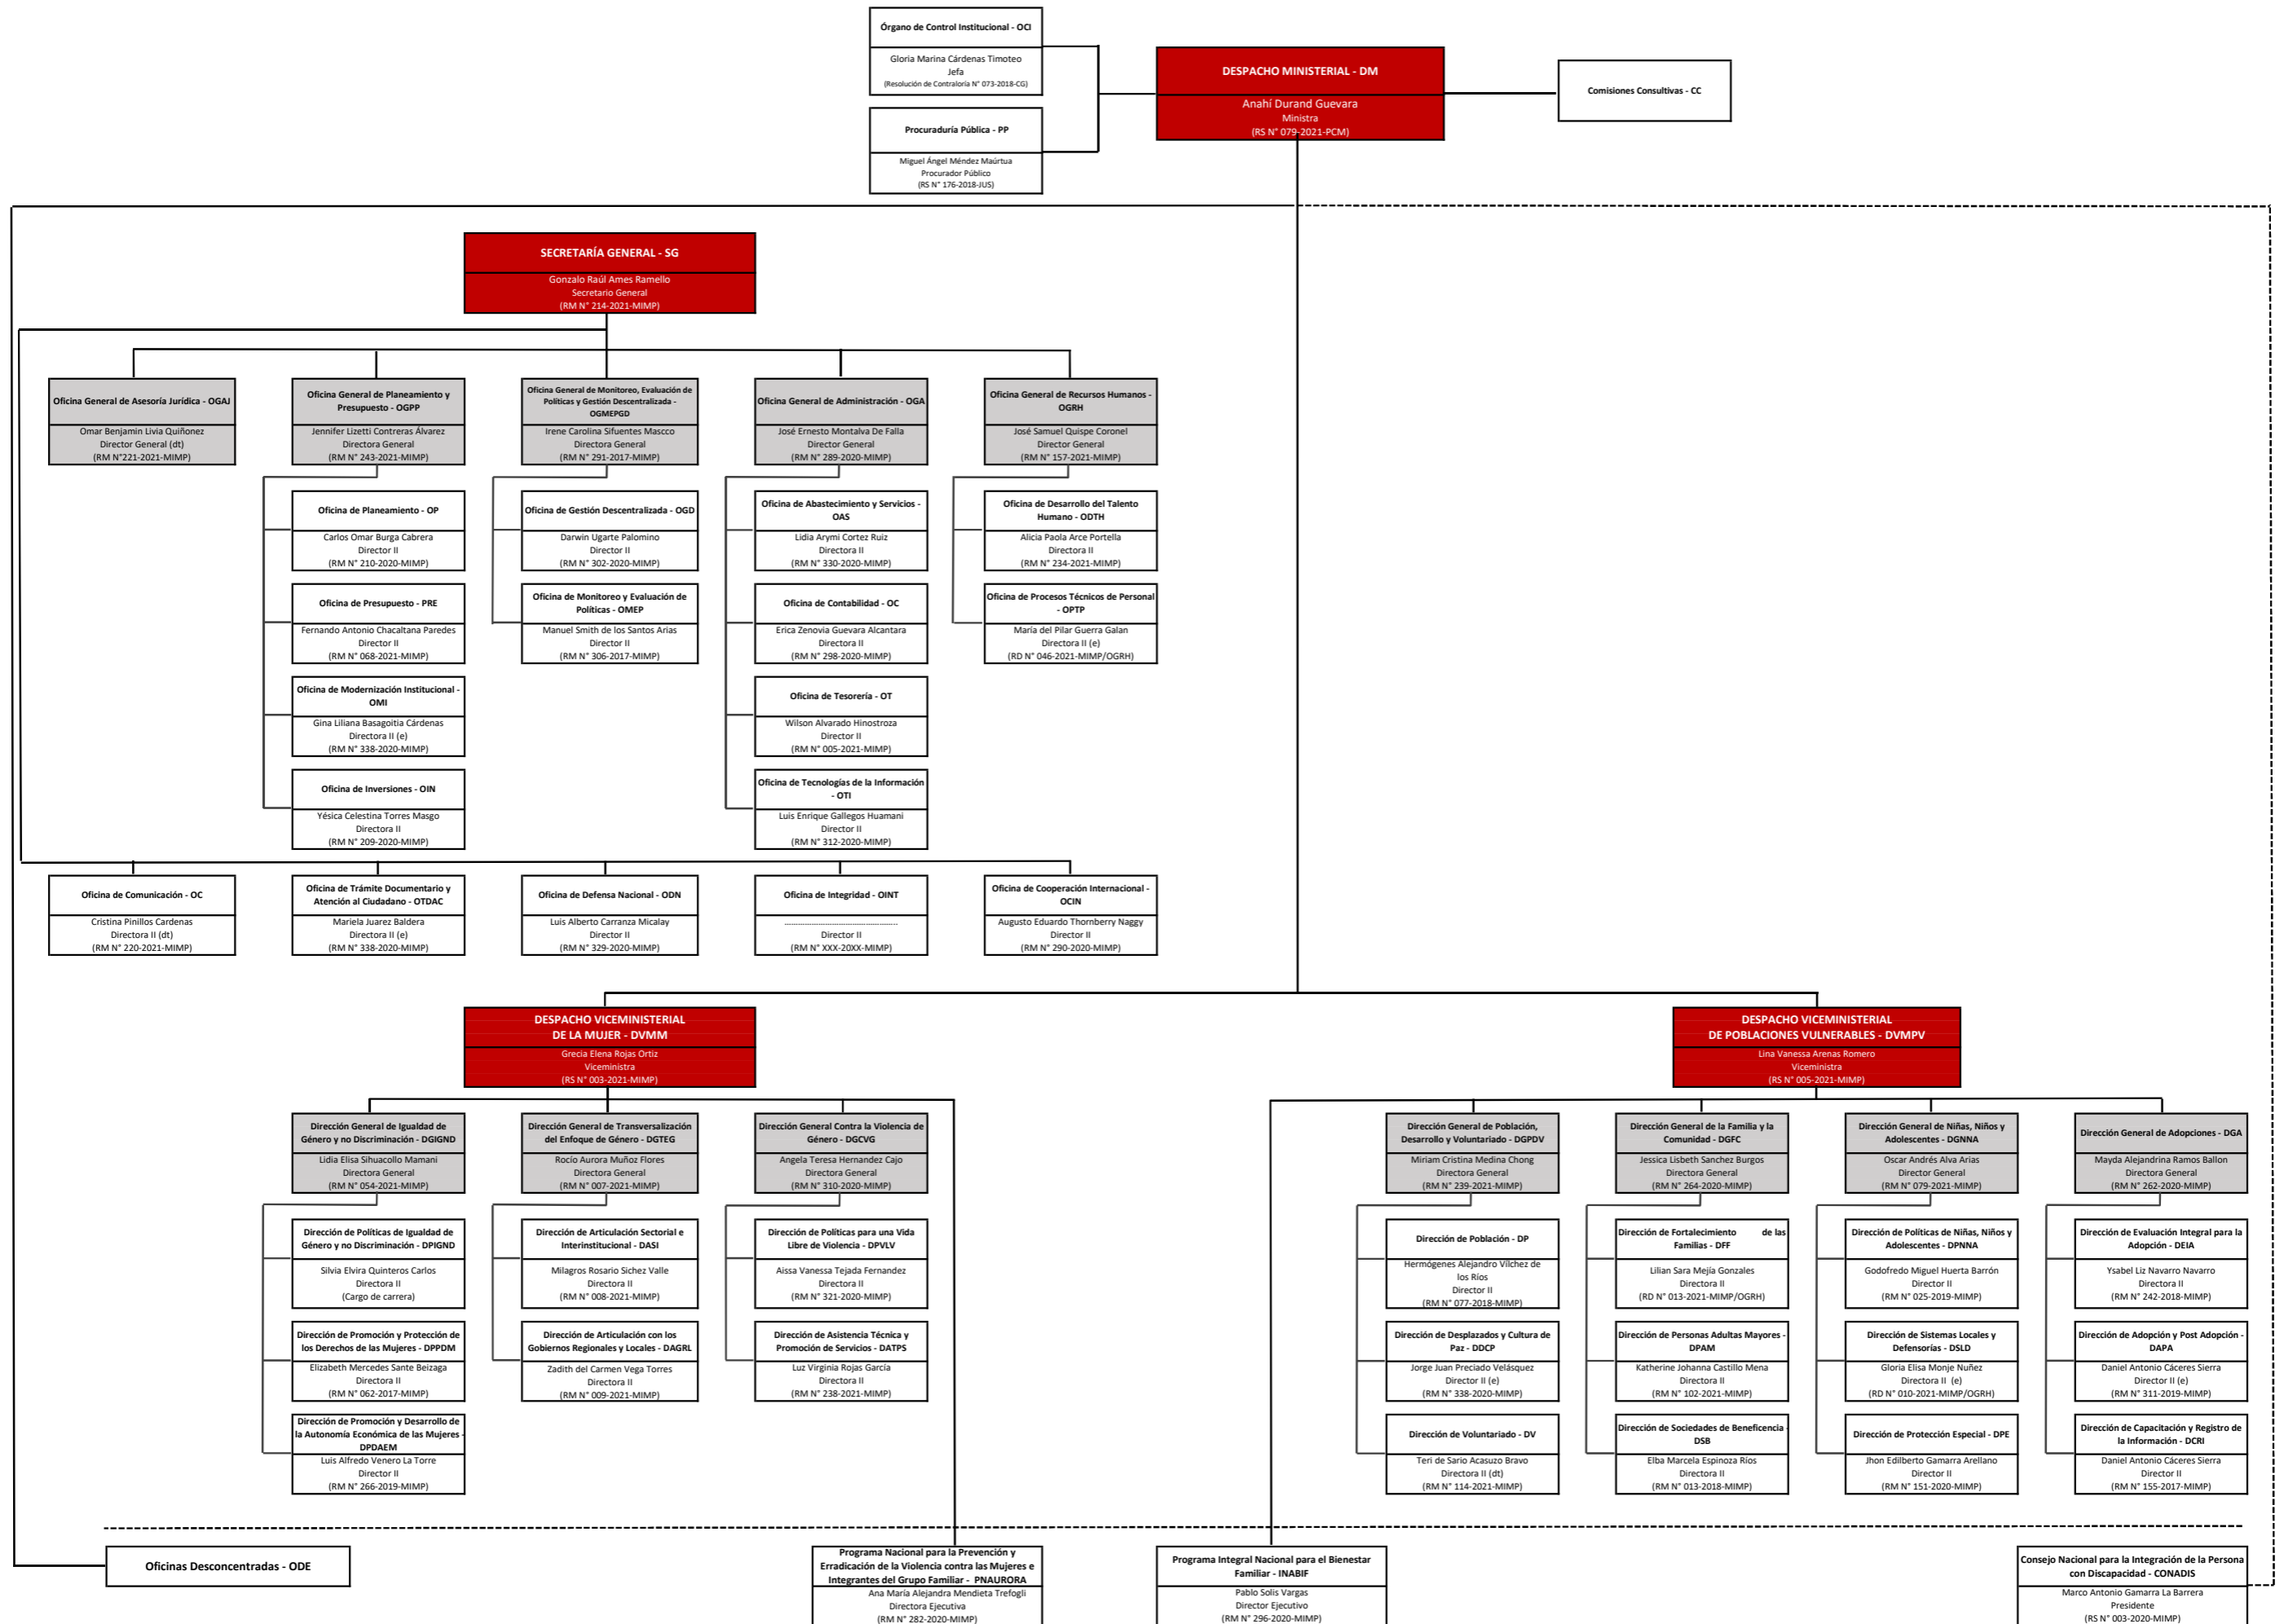 Órgano de Control Institucional - OCI
Gloria Marina Cárdenas Timoteo
Jefa
(Resolución de Contraloría N° 073-2018-CG)
Procuraduría Pública - PP
Miguel Ángel Méndez Maúrtua
Procurador Público
(RS N° 176-2018-JUS)
DESPACHO MINISTERIAL - DM
Anahí Durand Guevara
Ministra
(RS N° 079-2021-PCM)
Comisiones Consultivas - CC
SECRETARÍA GENERAL - SG
Gonzalo Raúl Ames Ramello
Secretario General
(RM N° 214-2021-MIMP)
Oficina General de Asesoría Jurídica - OGAJ
Omar Benjamin Livia Quiñonez
Director General (dt)
(RM N°221-2021-MIMP)
Oficina General de Planeamiento y
Presupuesto - OGPP
Jennifer Lizetti Contreras Álvarez
Directora General
(RM N° 243-2021-MIMP)
Oficina General de Monitoreo, Evaluación de
Políticas y Gestión Descentralizada -
OGMEPGD
Irene Carolina Sifuentes Mascco
Directora General
(RM N° 291-2017-MIMP)
Oficina General de Administración - OGA
José Ernesto Montalva De Falla
Director General
(RM N° 289-2020-MIMP)
Oficina General de Recursos Humanos -
OGRH
José Samuel Quispe Coronel
Director General
(RM N° 157-2021-MIMP)
Oficina de Planeamiento - OP
Carlos Omar Burga Cabrera
Director II
(RM N° 210-2020-MIMP)
Oficina de Gestión Descentralizada - OGD
Darwin Ugarte Palomino
Director II
(RM N° 302-2020-MIMP)
Oficina de Abastecimiento y Servicios -
OAS
Lidia Arymi Cortez Ruiz
Directora II
(RM N° 330-2020-MIMP)
Oficina de Desarrollo del Talento
Humano - ODTH
Alicia Paola Arce Portella
Directora II
(RM N° 234-2021-MIMP)
Oficina de Presupuesto - PRE
Fernando Antonio Chacaltana Paredes
Director II
(RM N° 068-2021-MIMP)
Oficina de Monitoreo y Evaluación de
Políticas - OMEP
Manuel Smith de los Santos Arias
Director II
(RM N° 306-2017-MIMP)
Oficina de Contabilidad - OC
Erica Zenovia Guevara Alcantara
Directora II
(RM N° 298-2020-MIMP)
Oficina de Procesos Técnicos de Personal
- OPTP
María del Pilar Guerra Galan
Directora II (e)
(RD N° 046-2021-MIMP/OGRH)
Oficina de Modernización Institucional -
OMI
Gina Liliana Basagoitia Cárdenas
Directora II (e)
(RM N° 338-2020-MIMP)
Oficina de Tesorería - OT
Wilson Alvarado Hinostroza
Director II
(RM N° 005-2021-MIMP)
Oficina de Inversiones - OIN
Yésica Celestina Torres Masgo
Directora II
(RM N° 209-2020-MIMP)
Oficina de Tecnologías de la Información
- OTI
Luis Enrique Gallegos Huamani
Director II
(RM N° 312-2020-MIMP)
Oficina de Comunicación - OC
Cristina Pinillos Cardenas
Directora II (dt)
(RM N° 220-2021-MIMP)
Oficina de Trámite Documentario y
Atención al Ciudadano - OTDAC
Mariela Juarez Baldera
Directora II (e)
(RM N° 338-2020-MIMP)
Oficina de Defensa Nacional - ODN
Luis Alberto Carranza Micalay
Director II
(RM N° 329-2020-MIMP)
Oficina de Integridad - OINT
...............................................
Director II
(RM N° XXX-20XX-MIMP)
Oficina de Cooperación Internacional -
OCIN
Augusto Eduardo Thornberry Naggy
Director II
(RM N° 290-2020-MIMP)
DESPACHO VICEMINISTERIAL
DE LA MUJER - DVMM
Grecia Elena Rojas Ortiz
Viceministra
(RS N° 003-2021-MIMP)
DESPACHO VICEMINISTERIAL
DE POBLACIONES VULNERABLES - DVMPV
Lina Vanessa Arenas Romero
Viceministra
(RS N° 005-2021-MIMP)
Dirección General de Igualdad de
Género y no Discriminación - DGIGND
Lidia Elisa Sihuacollo Mamani
Directora General
(RM N° 054-2021-MIMP)
Dirección General de Transversalización
del Enfoque de Género - DGTEG
Rocío Aurora Muñoz Flores
Directora General
(RM N° 007-2021-MIMP)
Dirección General Contra la Violencia de
Género - DGCVG
Angela Teresa Hernandez Cajo
Directora General
(RM N° 310-2020-MIMP)
Dirección General de Población,
Desarrollo y Voluntariado - DGPDV
Miriam Cristina Medina Chong
Directora General
(RM N° 239-2021-MIMP)
Dirección General de la Familia y la
Comunidad - DGFC
Jessica Lisbeth Sanchez Burgos
Directora General
(RM N° 264-2020-MIMP)
Dirección General de Niñas, Niños y
Adolescentes - DGNNA
Oscar Andrés Alva Arias
Director General
(RM N° 079-2021-MIMP)
Dirección General de Adopciones - DGA
Mayda Alejandrina Ramos Ballon
Directora General
(RM N° 262-2020-MIMP)
Dirección de Políticas de Igualdad de
Género y no Discriminación - DPIGND
Silvia Elvira Quinteros Carlos
Directora II
(Cargo de carrera)
Dirección de Articulación Sectorial e
Interinstitucional - DASI
Milagros Rosario Sichez Valle
Directora II
(RM N° 008-2021-MIMP)
Dirección de Políticas para una Vida
Libre de Violencia - DPVLV
Aissa Vanessa Tejada Fernandez
Directora II
(RM N° 321-2020-MIMP)
Dirección de Población - DP
Hermógenes Alejandro Vílchez de
los Ríos
Director II
(RM N° 077-2018-MIMP)
Dirección de Fortalecimiento de las
Familias - DFF
Lilian Sara Mejía Gonzales
Directora II
(RD N° 013-2021-MIMP/OGRH)
Dirección de Políticas de Niñas, Niños y
Adolescentes - DPNNA
Godofredo Miguel Huerta Barrón
Director II
(RM N° 025-2019-MIMP)
Dirección de Evaluación Integral para la
Adopción - DEIA
Ysabel Liz Navarro Navarro
Directora II
(RM N° 242-2018-MIMP)
Dirección de Promoción y Protección de
los Derechos de las Mujeres - DPPDM
Elizabeth Mercedes Sante Beizaga
Directora II
(RM N° 062-2017-MIMP)
Dirección de Articulación con los
Gobiernos Regionales y Locales - DAGRL
Zadith del Carmen Vega Torres
Directora II
(RM N° 009-2021-MIMP)
Dirección de Asistencia Técnica y
Promoción de Servicios - DATPS
Luz Virginia Rojas García
Directora II
(RM N° 238-2021-MIMP)
Dirección de Desplazados y Cultura de
Paz - DDCP
Jorge Juan Preciado Velásquez
Director II (e)
(RM N° 338-2020-MIMP)
Dirección de Personas Adultas Mayores -
DPAM
Katherine Johanna Castillo Mena
Directora II
(RM N° 102-2021-MIMP)
Dirección de Sistemas Locales y
Defensorías - DSLD
Gloria Elisa Monje Nuñez
Directora II (e)
(RD N° 010-2021-MIMP/OGRH)
Dirección de Adopción y Post Adopción -
DAPA
Daniel Antonio Cáceres Sierra
Director II (e)
(RM N° 311-2019-MIMP)
Dirección de Promoción y Desarrollo de
la Autonomía Económica de las Mujeres -
DPDAEM
Luis Alfredo Venero La Torre
Director II
(RM N° 266-2019-MIMP)
Dirección de Voluntariado - DV
Teri de Sario Acasuzo Bravo
Directora II (dt)
(RM N° 114-2021-MIMP)
Dirección de Sociedades de Beneficencia -
DSB
Elba Marcela Espinoza Ríos
Directora II
(RM N° 013-2018-MIMP)
Dirección de Protección Especial - DPE
Jhon Edilberto Gamarra Arellano
Director II
(RM N° 151-2020-MIMP)
Dirección de Capacitación y Registro de
la Información - DCRI
Daniel Antonio Cáceres Sierra
Director II
(RM N° 155-2017-MIMP)
Oficinas Desconcentradas - ODE
Programa Nacional para la Prevención y
Erradicación de la Violencia contra las Mujeres e
Integrantes del Grupo Familiar - PNAURORA
Ana María Alejandra Mendieta Trefogli
Directora Ejecutiva
(RM N° 282-2020-MIMP)
Programa Integral Nacional para el Bienestar
Familiar - INABIF
Pablo Solis Vargas
Director Ejecutivo
(RM N° 296-2020-MIMP)
Consejo Nacional para la Integración de la Persona
con Discapacidad - CONADIS
Marco Antonio Gamarra La Barrera
Presidente
(RS N° 003-2020-MIMP)